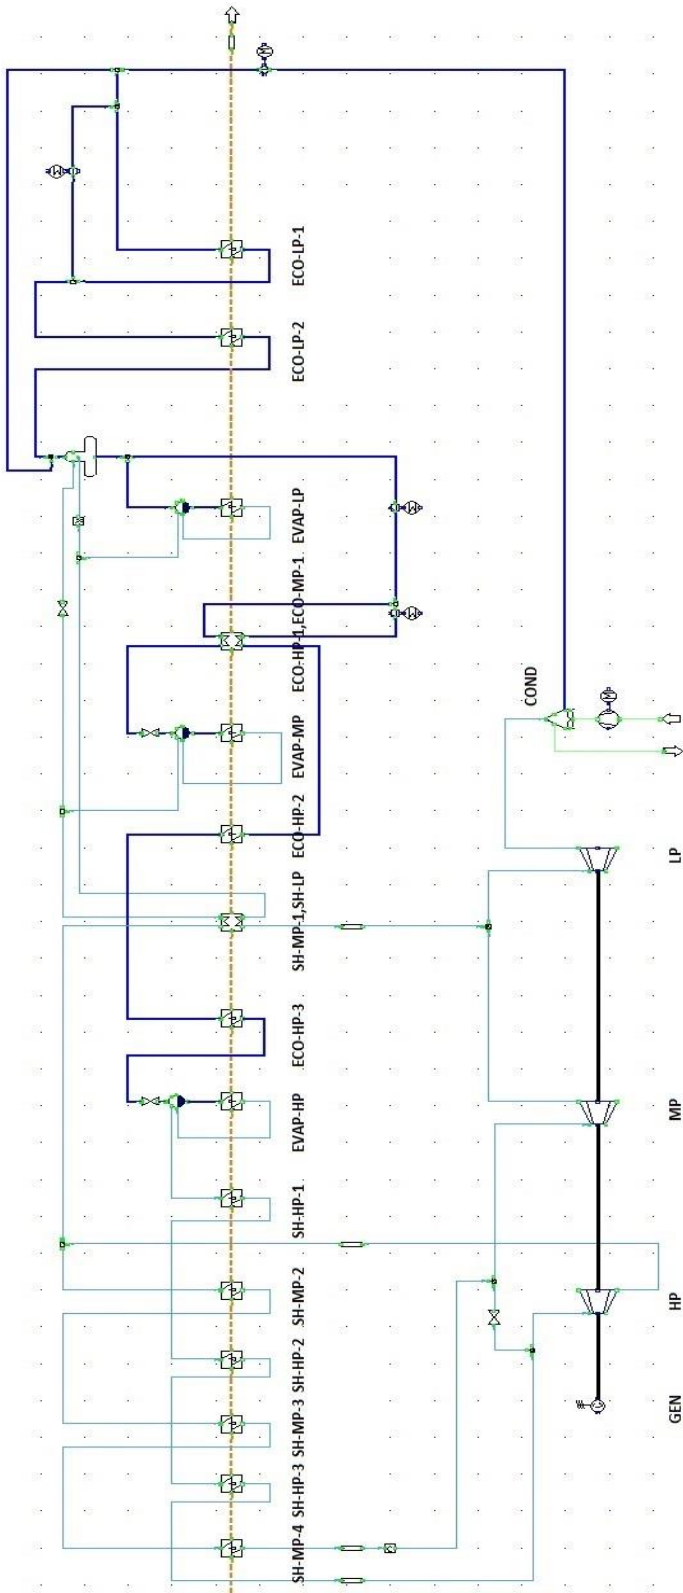 ECO-LP-1
ECO-LP-2
EVAP-LP
ECO-HP-1,ECO-MP-1
EVAP-MP
ECO-HP-2
SH-MP-1,SH-LP
ECO-HP-3
EVAP-HP
SH-HP-1
SH-MP-2
SH-HP-2
SH-MP-3
SH-HP-3
SH-MP-4
COND
LP
MP
HP
GEN